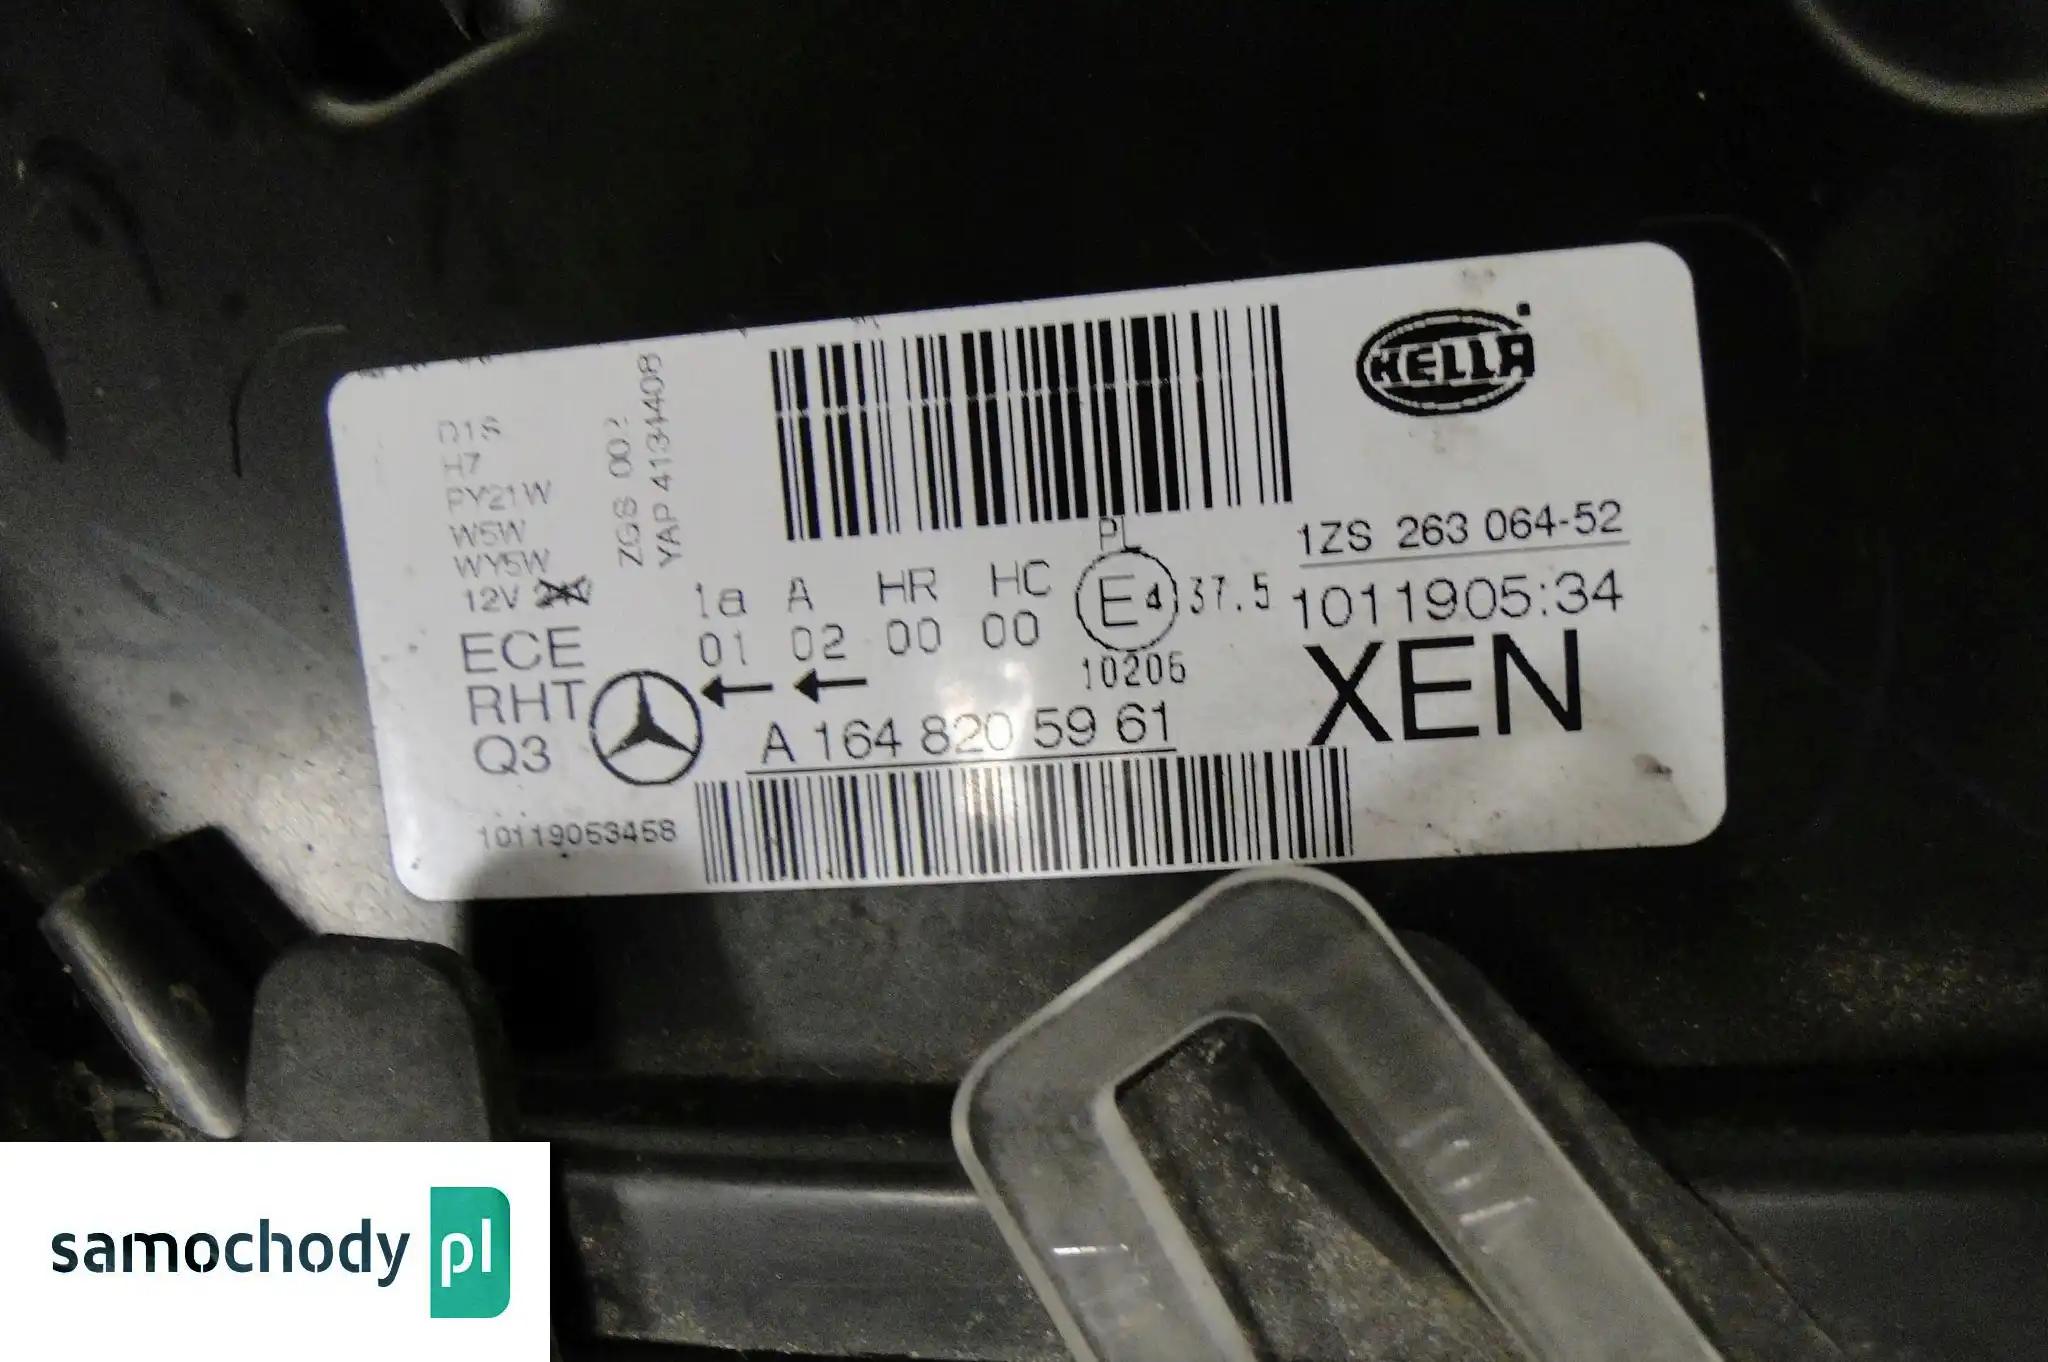 HELLA
D1S
H7
PY21W
W5W
WY5W
12V
ECE
RHT
Q3
ZGS 002
YAP 41344408
1a A HR HC
01 02 00 00
PL
E4
37.5
10206
A 164 820 59 61
1ZS 263 064-52
1011905:34
XEN
10119053458
samochody pl